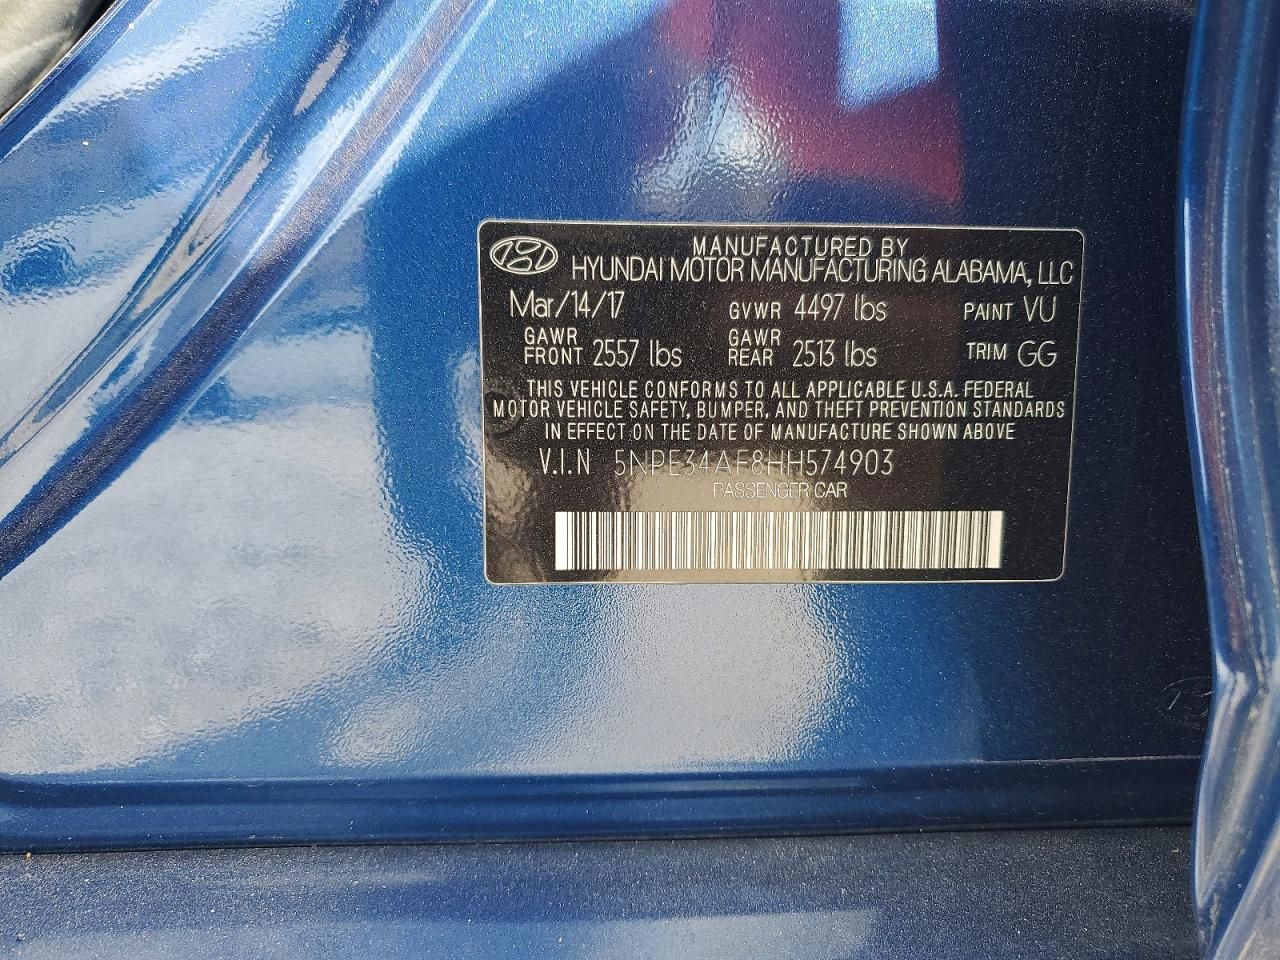 MANUFACTURED BY
HYUNDAI MOTOR MANUFACTURING ALABAMA, LLC
Mar/14/17 GVWR 4497 lbs PAINT VU
GAWR FRONT 2557 lbs GAWR REAR 2513 lbs TRIM GG
THIS VEHICLE CONFORMS TO ALL APPLICABLE U.S.A. FEDERAL
MOTOR VEHICLE SAFETY, BUMPER, AND THEFT PREVENTION STANDARDS
IN EFFECT ON THE DATE OF MANUFACTURE SHOWN ABOVE
V.I.N 5NPE34AF8HH574903
PASSENGER CAR